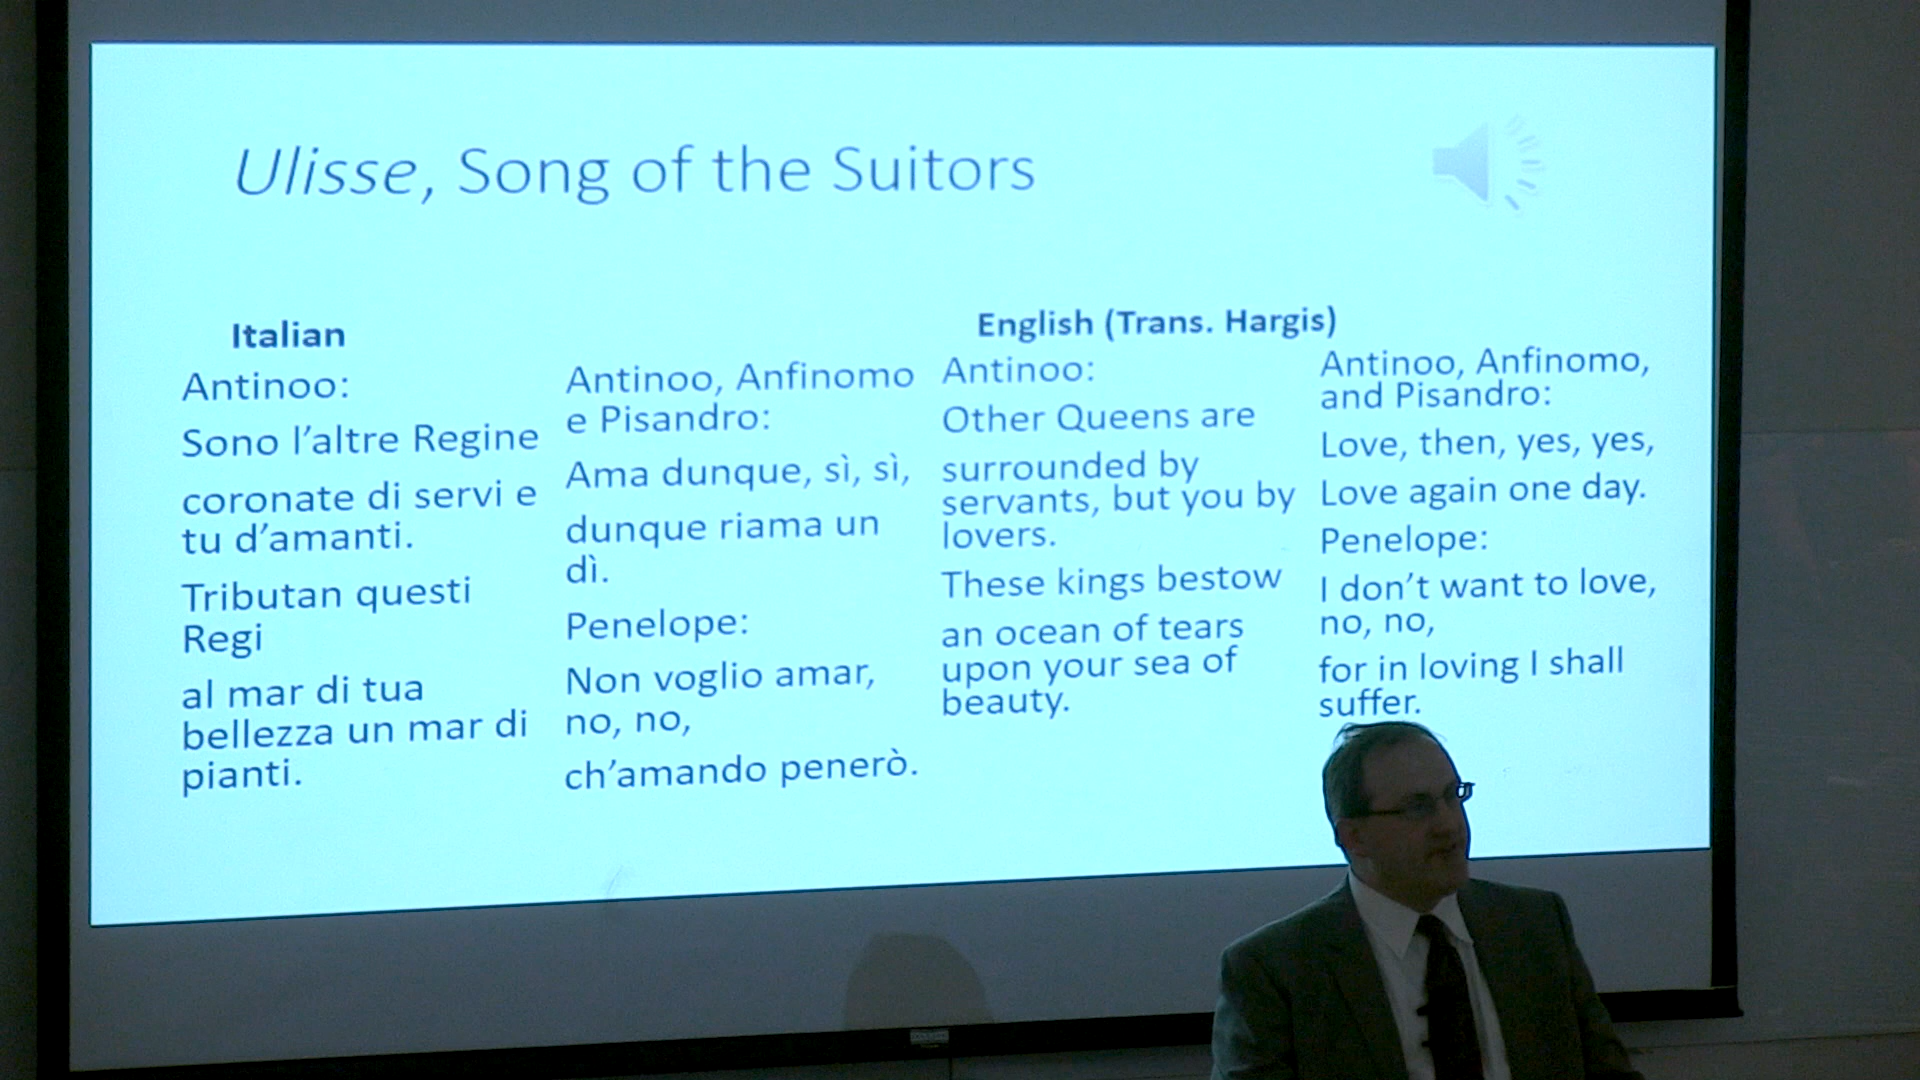 Ulisse, Song of the Suitors
Italian
Antinoo:
Sono l’altre Regine
coronate di servi e
tu d’amanti.
Tributan questi
Regi
al mar di tua
bellezza un mar di
pianti.
Antinoo, Anfinomo
e Pisandro:
Ama dunque, sì, sì,
dunque riama un
dì.
Penelope:
Non voglio amar,
no, no,
ch’amando penerò.
English (Trans. Hargis)
Antinoo:
Other Queens are
surrounded by
servants, but you by
lovers.
These kings bestow
an ocean of tears
upon your sea of
beauty.
Antinoo, Anfinomo,
and Pisandro:
Love, then, yes, yes,
Love again one day.
Penelope:
I don’t want to love,
no, no,
for in loving I shall
suffer.